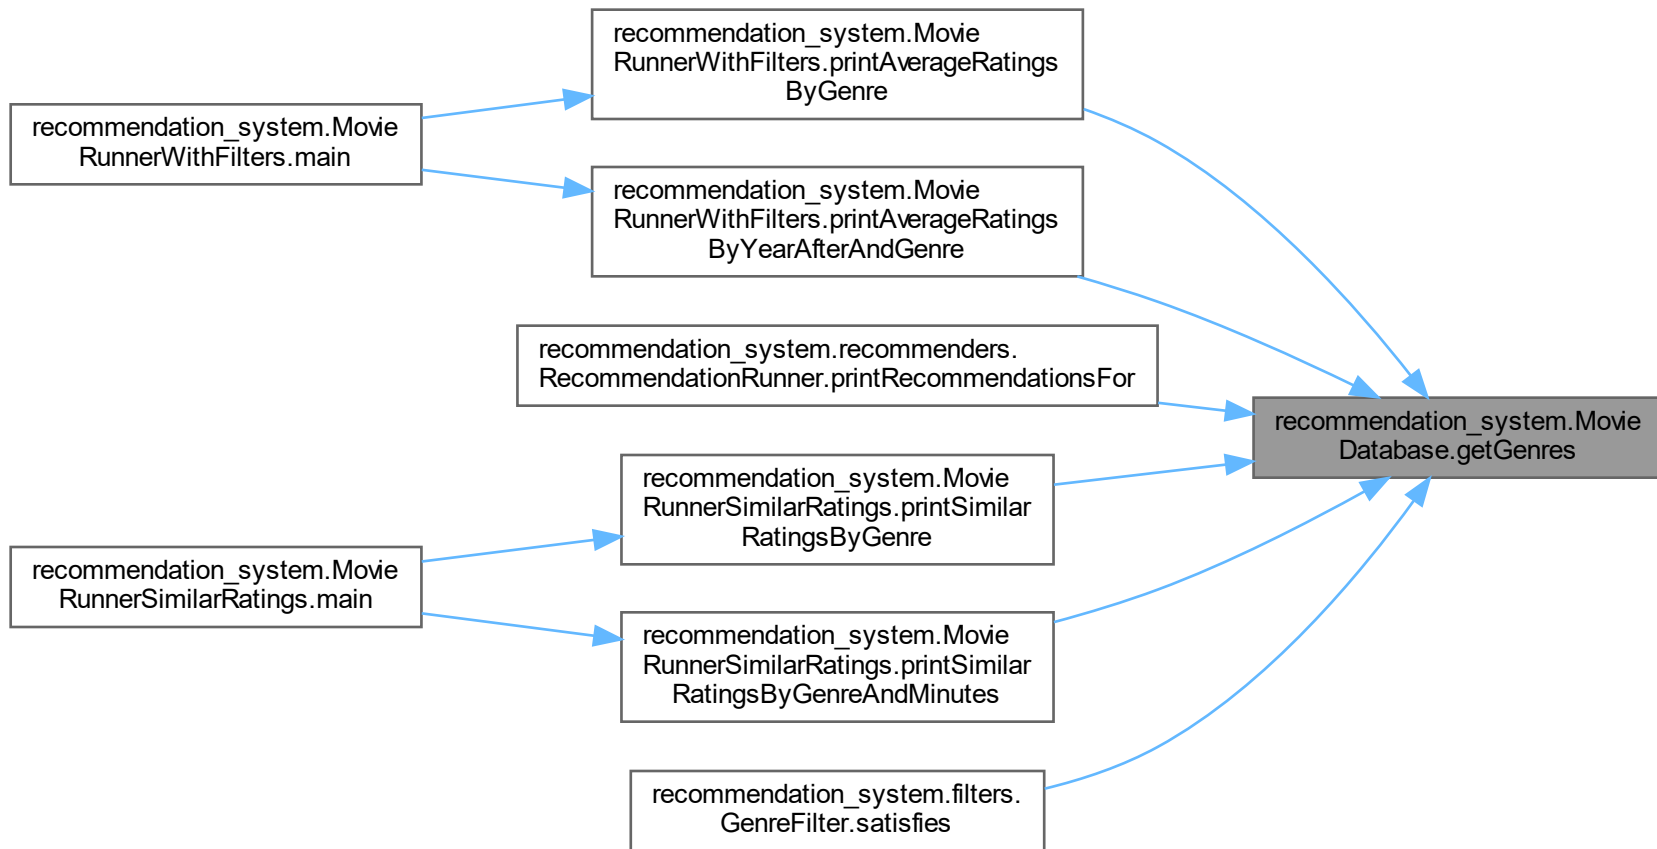 recommendation_system.Movie
RunnerWithFilters.printAverageRatings
ByGenre
recommendation_system.Movie
RunnerWithFilters.main
recommendation_system.Movie
RunnerWithFilters.printAverageRatings
ByYearAfterAndGenre
recommendation_system.recommenders.
RecommendationRunner.printRecommendationsFor
recommendation_system.Movie
Database.getGenres
recommendation_system.Movie
RunnerSimilarRatings.printSimilar
RatingsByGenre
recommendation_system.Movie
RunnerSimilarRatings.main
recommendation_system.Movie
RunnerSimilarRatings.printSimilar
RatingsByGenreAndMinutes
recommendation_system.filters.
GenreFilter.satisfies